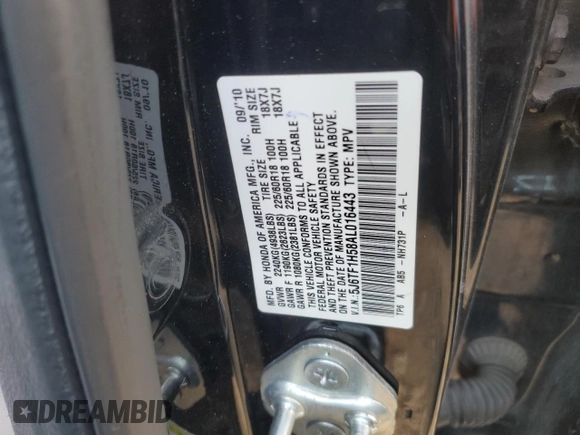 MFD. BY HONDA OF AMERICA MFG., INC. 09/'10
TIRE SIZE RIM SIZE
GVWR 2240KG(4938LBS)
GAWR F 1190KG(2623LBS) 225/60R18 100H 18X7J
GAWR R 1080KG(2381LBS) 225/60R18 100H 18X7J
THIS VEHICLE CONFORMS TO ALL APPLICABLE
FEDERAL MOTOR VEHICLE SAFETY STANDARDS IN EFFECT
AND THEFT PREVENTION
ON THE DATE OF MANUFACTURE SHOWN ABOVE.
V.I.N.: 5J6TF1H58AL016443 TYPE: MPV
TP6 A A85 -NH731P -A-L
DREAMBID